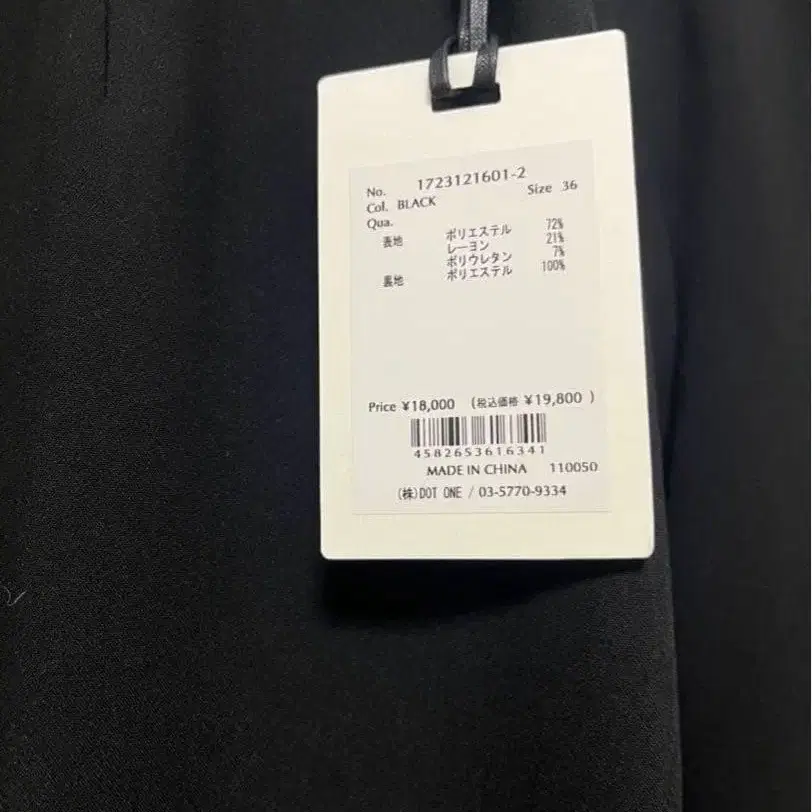 No. 1723121601-2
Col. BLACK Size 36
Qua.
表地 ポリエステル 72%
レーヨン 21%
ポリウレタン 7%
裏地 ポリエステル 100%
Price ¥18,000 (税込価格 ¥19,800 )
4582653616341
MADE IN CHINA 110050
(株)DOT ONE / 03-5770-9334